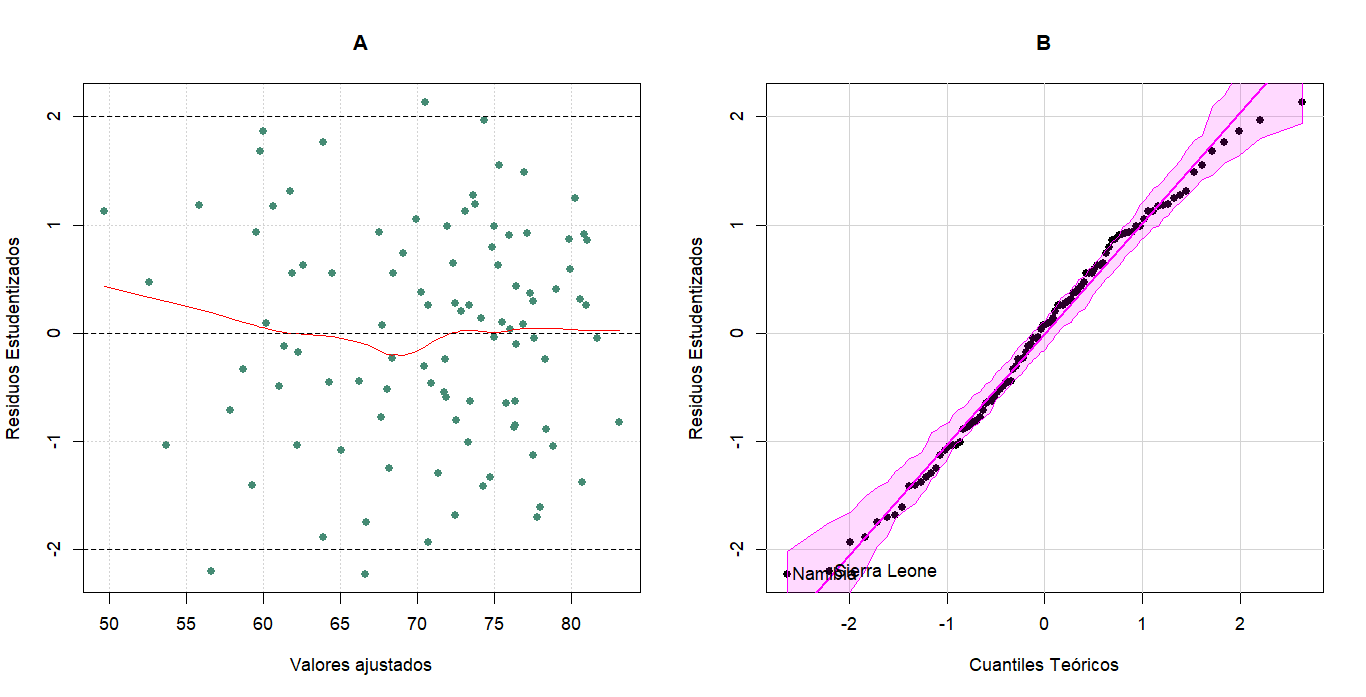 A
Residuos Estudentizados
2
1
0
-1
-2
50 55 60 65 70 75 80
Valores ajustados
B
Residuos Estudentizados
2
1
0
-1
-2
Namibia
Sierra Leone
-2 -1 0 1 2
Cuantiles Teóricos